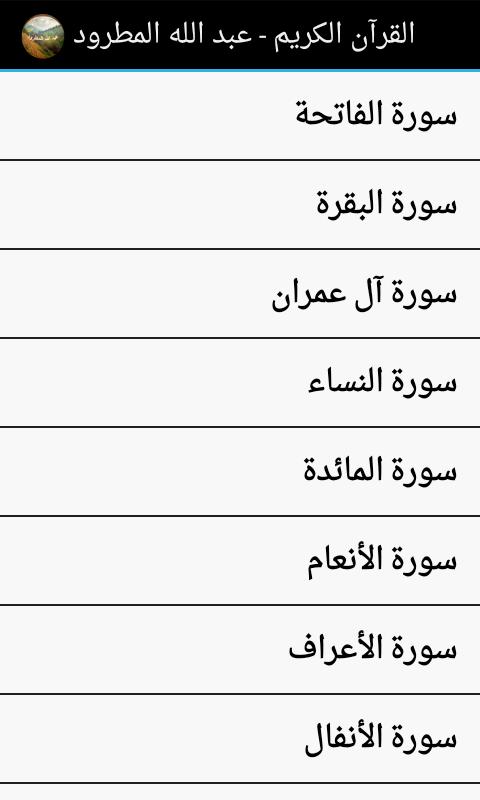 القرآن الكريم - عبد الله المطرود
سورة الفاتحة
سورة البقرة
سورة آل عمران
سورة النساء
سورة المائدة
سورة الأنعام
سورة الأعراف
سورة الأنفال